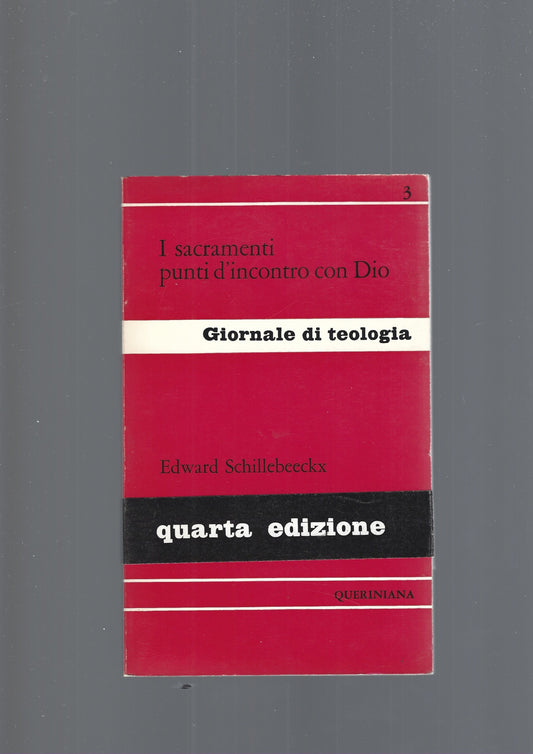 3
I sacramenti
punti d'incontro con Dio
Giornale di teologia
Edward Schillebeeckx
quarta edizione
QUERINIANA